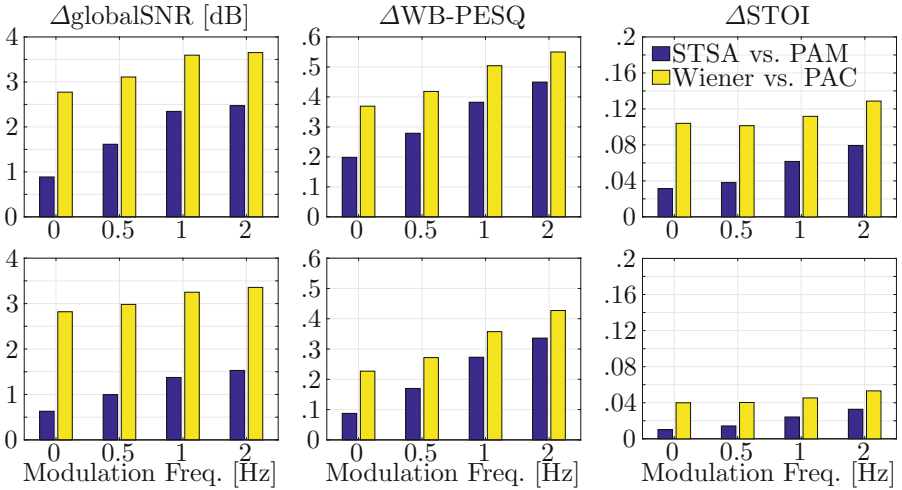 ΔglobalSNR [dB]
4
3
2
1
0
0 0.5 1 2
ΔWB-PESQ
.6
.5
.4
.3
.2
.1
0
0 0.5 1 2
ΔSTOI
.2
.16
.12
.08
.04
0
0 0.5 1 2
STSA vs. PAM
Wiener vs. PAC
4
3
2
1
0
0 0.5 1 2
Modulation Freq. [Hz]
.6
.5
.4
.3
.2
.1
0
0 0.5 1 2
Modulation Freq. [Hz]
.2
.16
.12
.08
.04
0
0 0.5 1 2
Modulation Freq. [Hz]